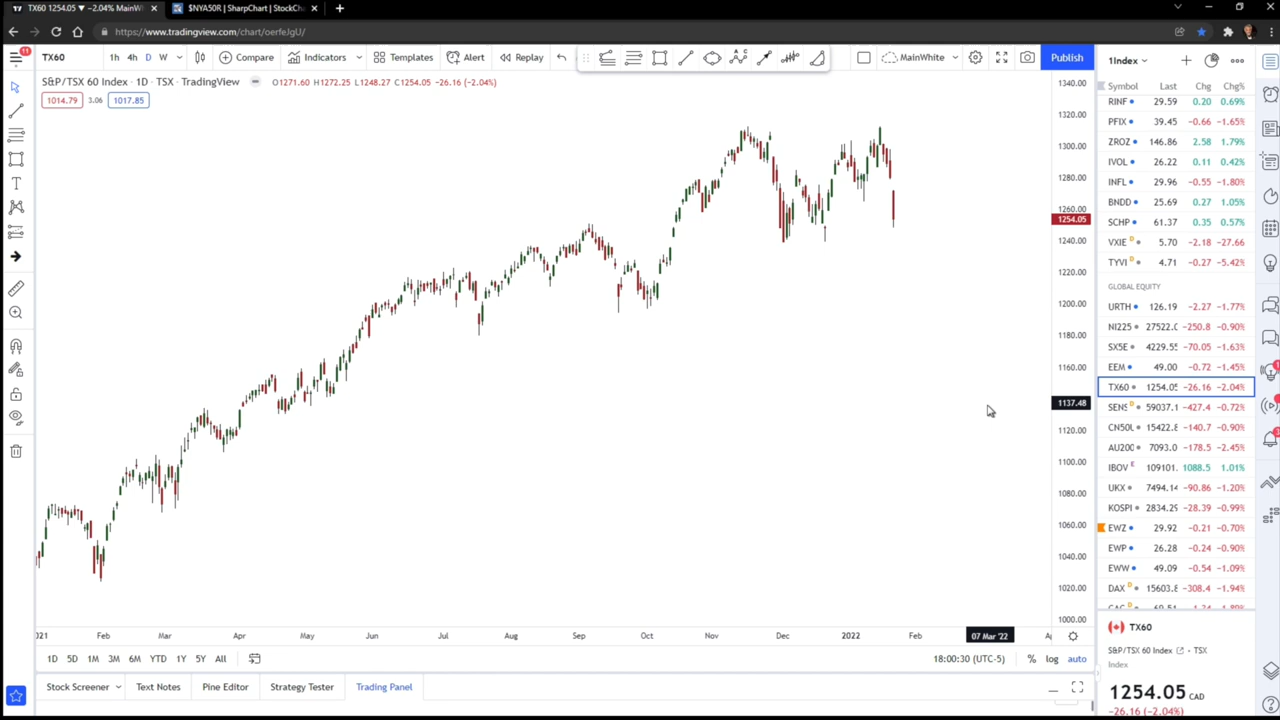 TX60 1254.05 ▼ −2.04% MainW
$NYA50R | SharpChart | StockCh
https://www.tradingview.com/chart/oerfeJgU/
11
TX60
1h 4h D W
Compare
Indicators
Templates
Alert
Replay
MainWhite
Publish
1Index
S&P/TSX 60 Index · 1D · TSX · TradingView
O1271.60 H1272.25 L1248.27 C1254.05 −26.16 (−2.04%)
1014.79 3.06 1017.85
Symbol Last Chg Chg%
RINF 29.59 0.20 0.69%
PFIX 39.45 −0.66 −1.65%
ZROZ 146.86 2.58 1.79%
IVOL 26.22 0.11 0.42%
INFL 29.96 −0.55 −1.80%
BNDD 25.69 0.27 1.05%
SCHP 61.37 0.35 0.57%
VXIE D 5.70 −2.18 −27.66
TYVI D 4.71 −0.27 −5.42%
GLOBAL EQUITY
URTH 126.19 −2.27 −1.77%
NI225 27522.0 −250.8 −0.90%
SX5E 4229.55 −70.05 −1.63%
EEM 49.00 −0.72 −1.45%
TX60 1254.05 −26.16 −2.04%
SENS D 59037.1 −427.4 −0.72%
CN50U 15422.8 −140.7 −0.90%
AU200 7093.0 −178.5 −2.45%
IBOV E 109101. 1088.5 1.01%
UKX 7494.14 −90.86 −1.20%
KOSPI 2834.29 −28.39 −0.99%
EWZ 29.92 −0.21 −0.70%
EWP 26.28 −0.24 −0.90%
EWW 49.09 −0.54 −1.09%
DAX D 15603.8 −308.4 −1.94%
1340.00
1320.00
1300.00
1280.00
1260.00
1254.05
1240.00
1220.00
1200.00
1180.00
1160.00
1137.48
1120.00
1100.00
1080.00
1060.00
1040.00
1020.00
1000.00
2021 Feb Mar Apr May Jun Jul Aug Sep Oct Nov Dec 2022 Feb 07 Mar '22 Ap
1D 5D 1M 3M 6M YTD 1Y 5Y All
18:00:30 (UTC-5) % log auto
Stock Screener Text Notes Pine Editor Strategy Tester Trading Panel
TX60
S&P/TSX 60 Index · TSX
Index
1254.05 CAD
−26.16 (−2.04%)